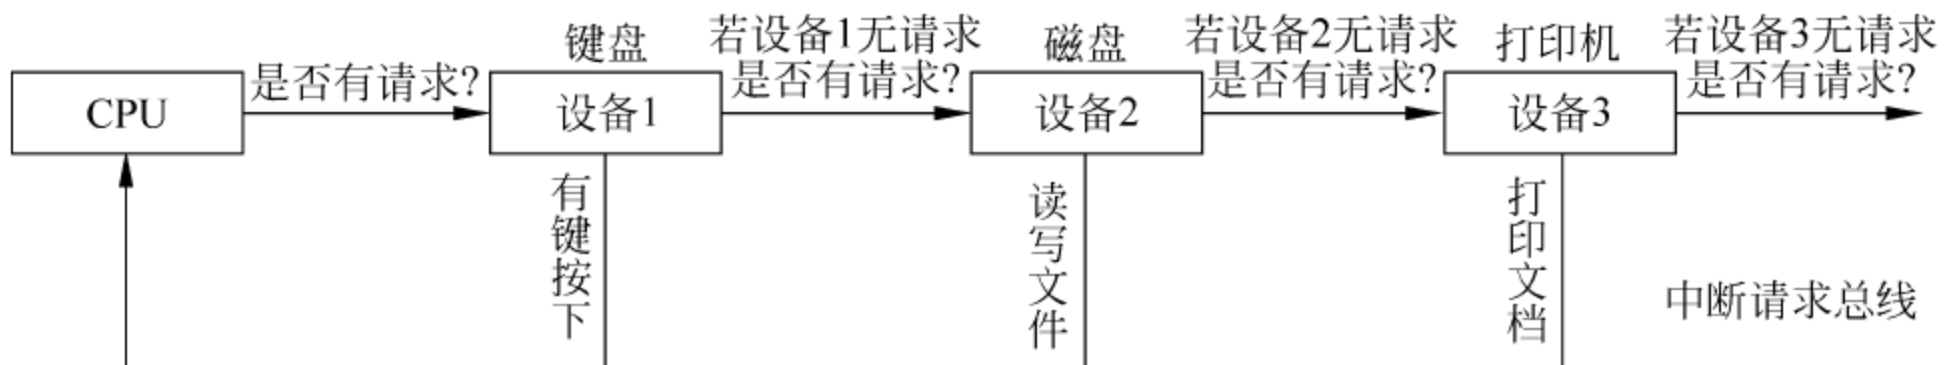 键盘
若设备1无请求
磁盘
若设备2无请求
打印机
若设备3无请求
是否有请求?
是否有请求?
是否有请求?
是否有请求?
CPU
设备1
设备2
设备3
有键按下
读写文件
打印文档
中断请求总线